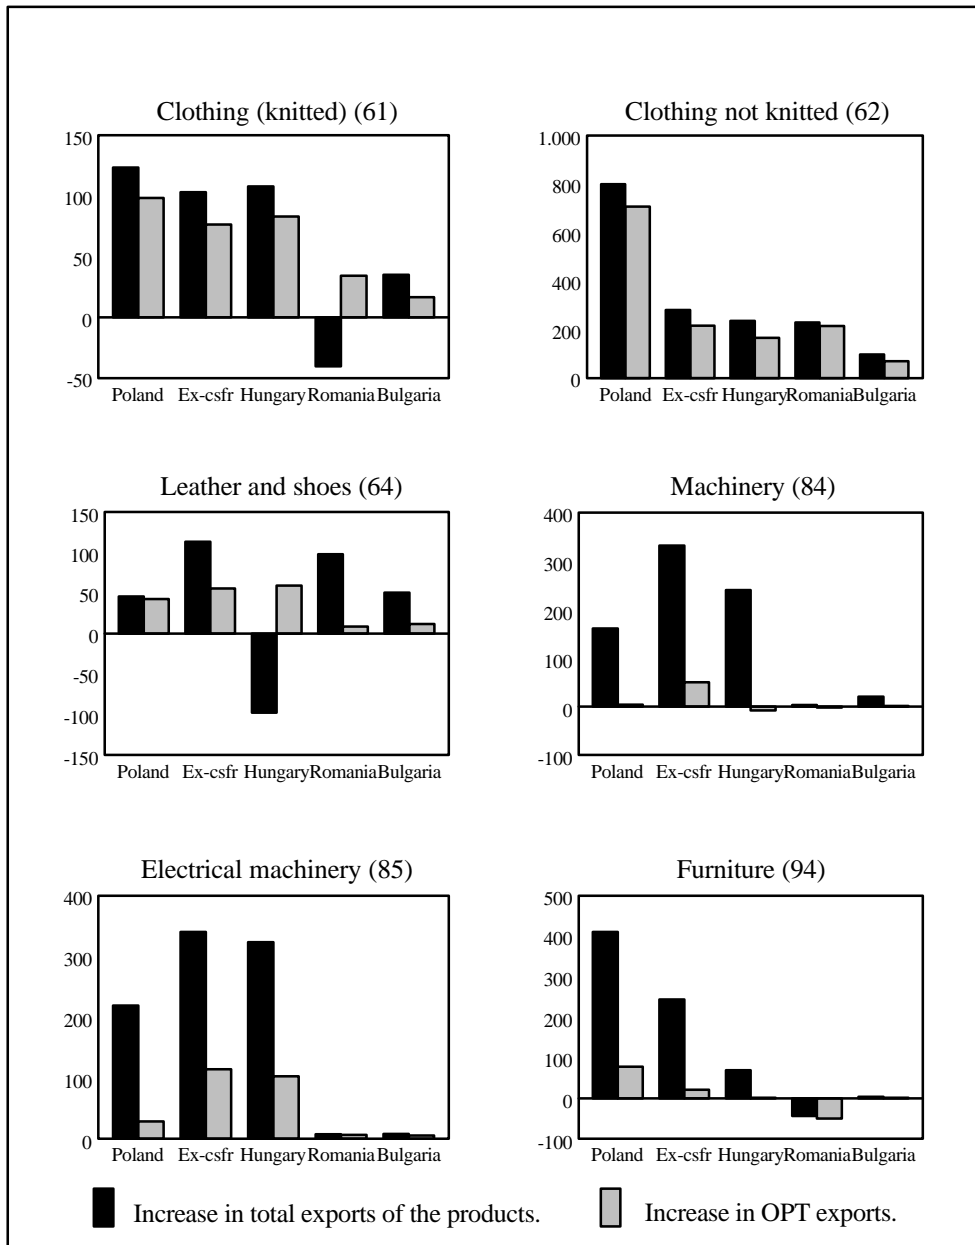 Clothing (knitted) (61)
150
100
50
0
-50
Poland Ex-csfr Hungary Romania Bulgaria
Clothing not knitted (62)
1.000
800
600
400
200
0
Poland Ex-csfr Hungary Romania Bulgaria
Leather and shoes (64)
150
100
50
0
-50
-100
-150
Poland Ex-csfr Hungary Romania Bulgaria
Machinery (84)
400
300
200
100
0
-100
Poland Ex-csfr Hungary Romania Bulgaria
Electrical machinery (85)
400
300
200
100
0
Poland Ex-csfr Hungary Romania Bulgaria
Furniture (94)
500
400
300
200
100
0
-100
Poland Ex-csfr Hungary Romania Bulgaria
Increase in total exports of the products.
Increase in OPT exports.